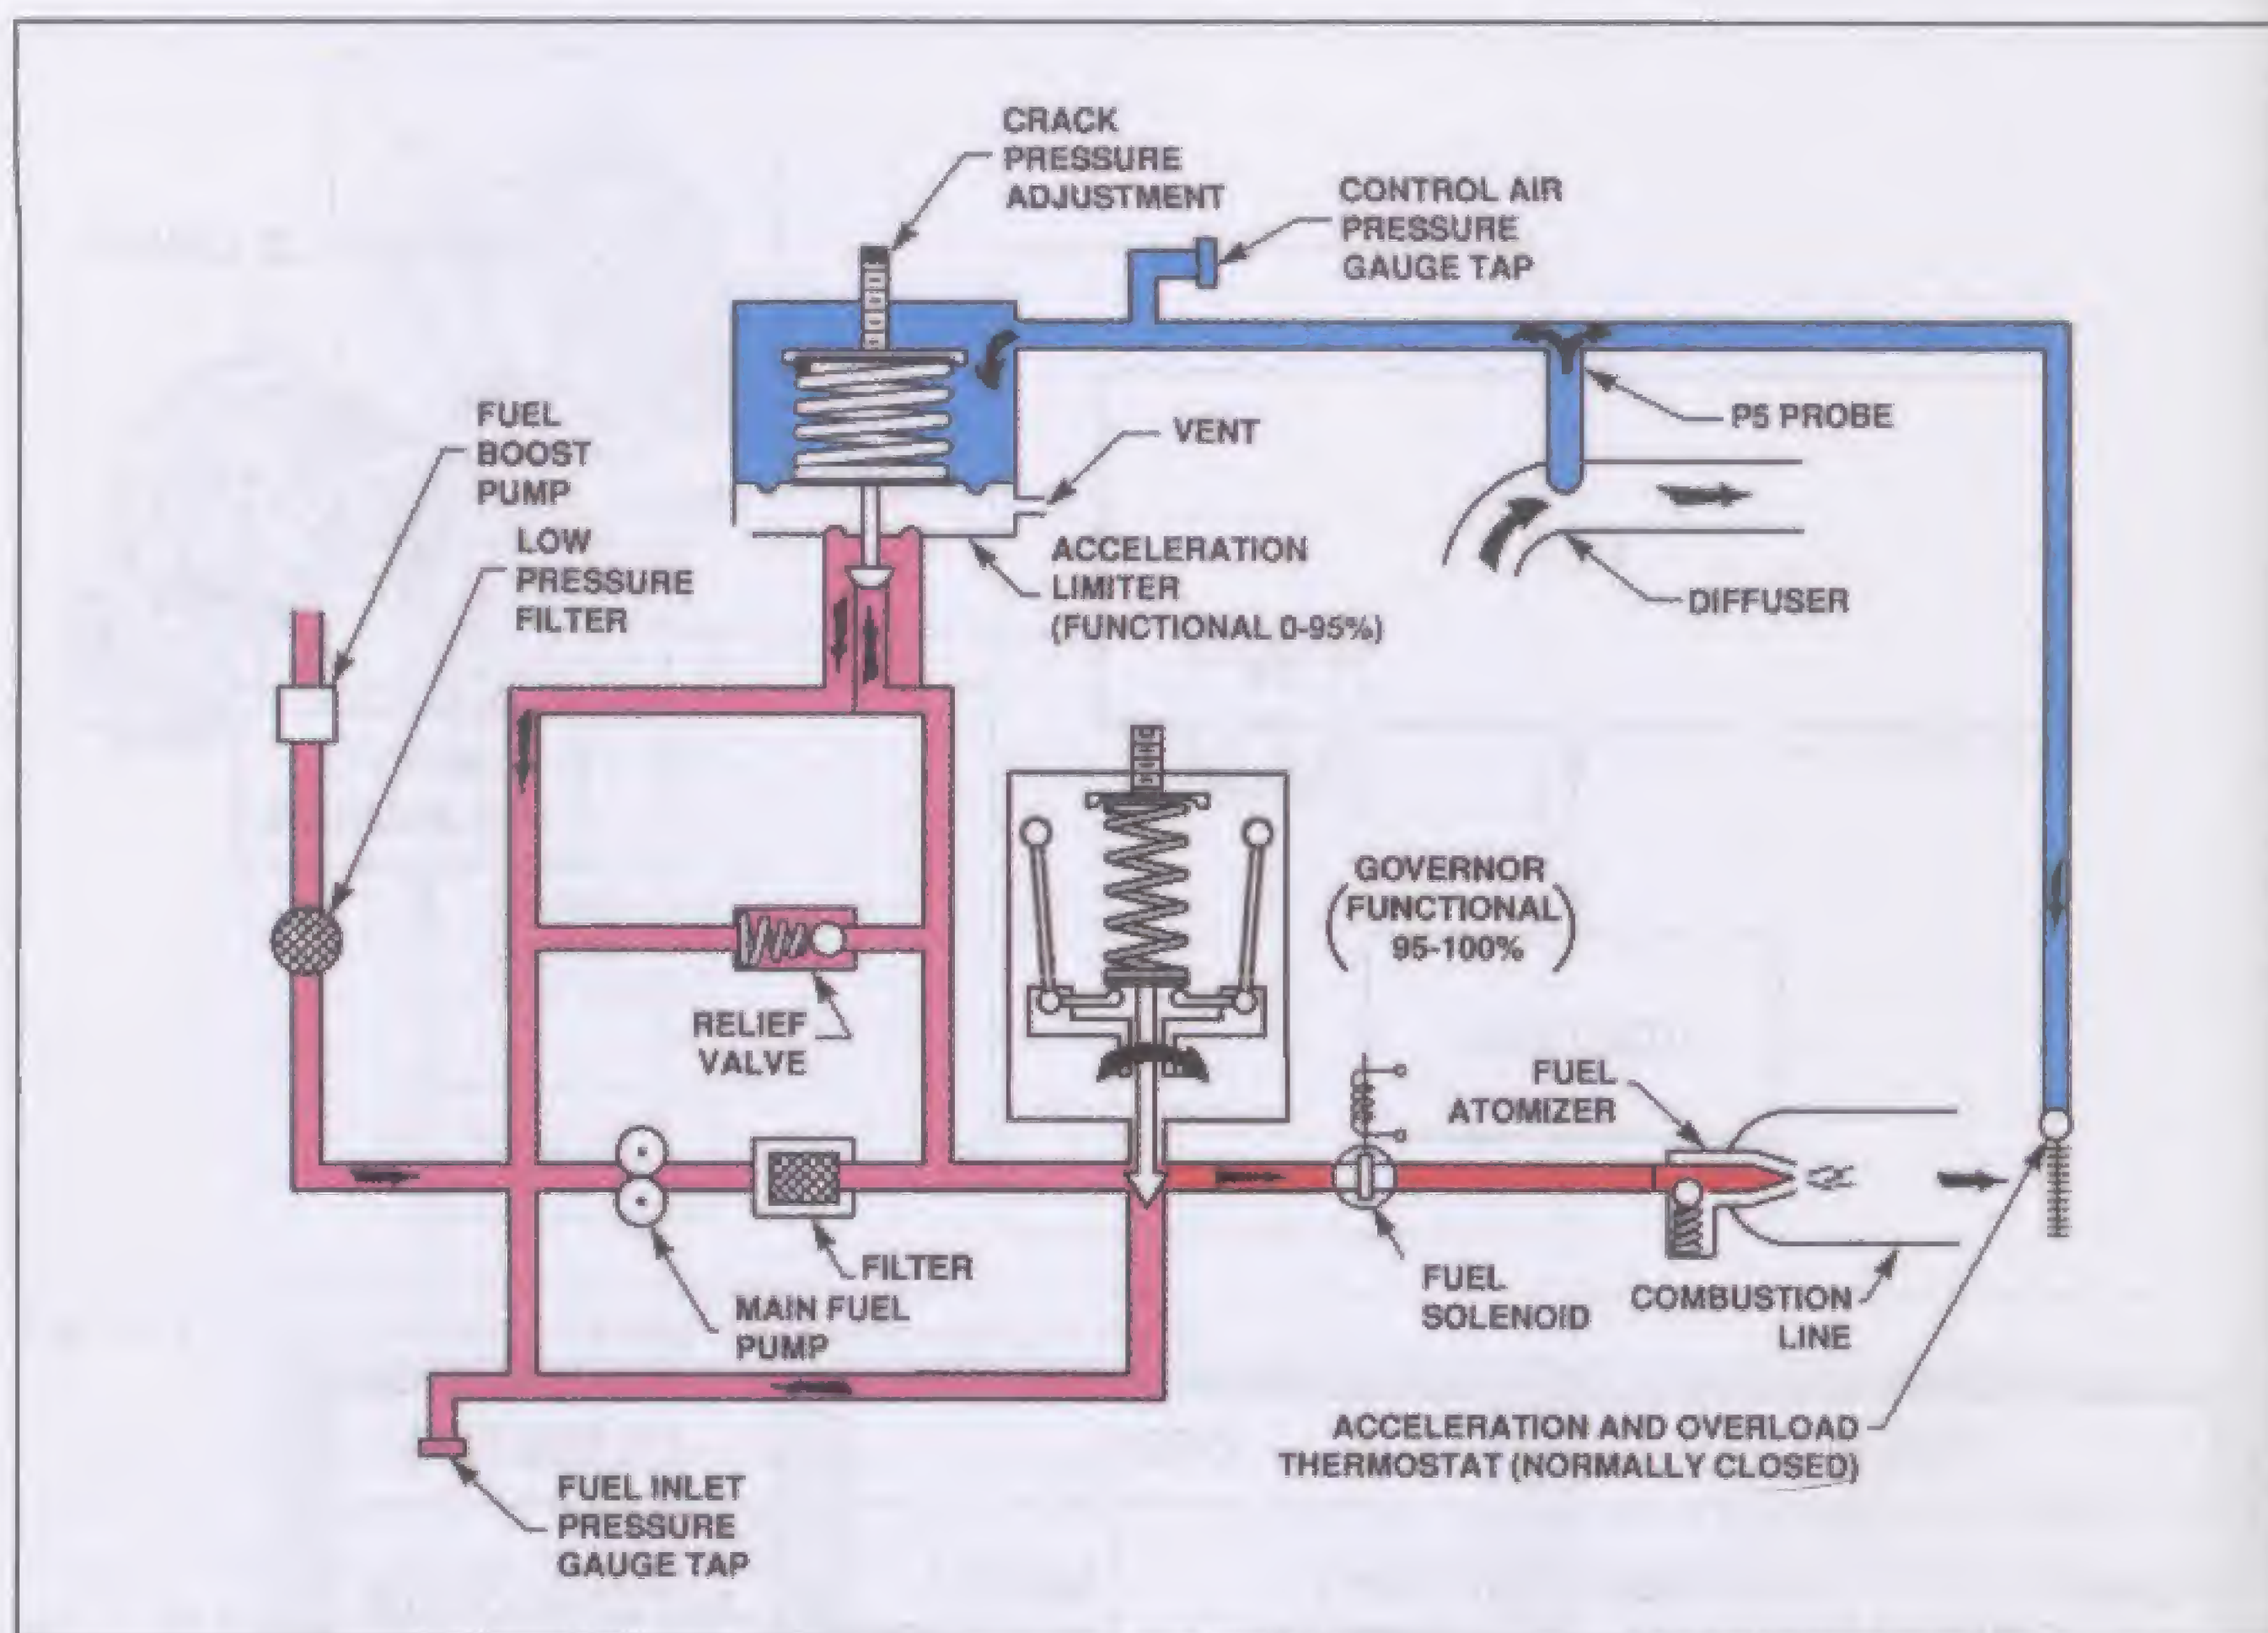 CRACK
PRESSURE
ADJUSTMENT
CONTROL AIR
PRESSURE
GAUGE TAP
FUEL
BOOST
PUMP
VENT
P5 PROBE
LOW
PRESSURE
FILTER
ACCELERATION
LIMITER
(FUNCTIONAL 0-95%)
DIFFUSER
GOVERNOR
(FUNCTIONAL
95-100%)
RELIEF
VALVE
FUEL
ATOMIZER
FILTER
MAIN FUEL
PUMP
FUEL
SOLENOID
COMBUSTION
LINE
ACCELERATION AND OVERLOAD
THERMOSTAT (NORMALLY CLOSED)
FUEL INLET
PRESSURE
GAUGE TAP